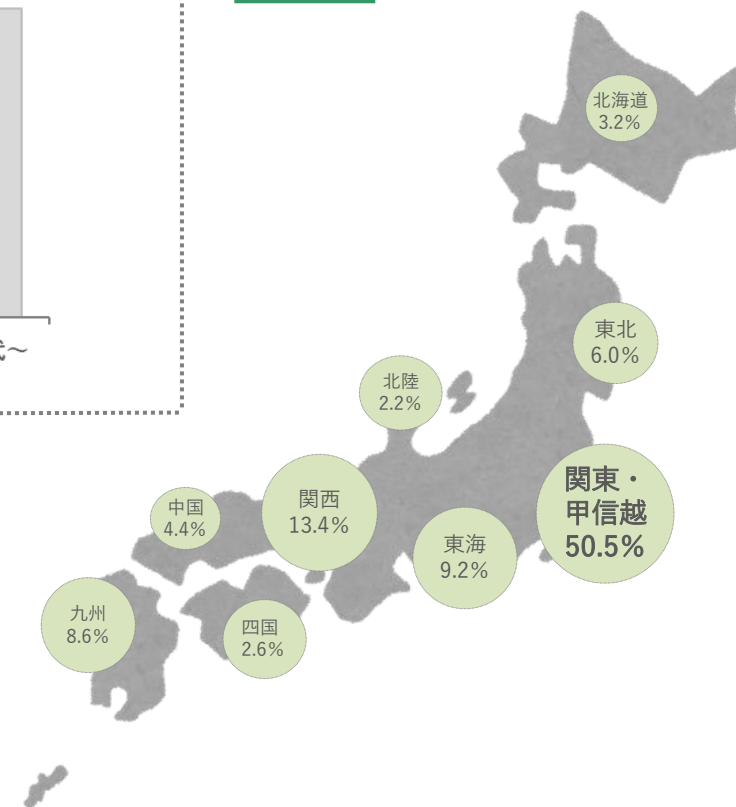 北海道
3.2%
東北
6.0%
北陸
2.2%
関東・
甲信越
50.5%
関西
13.4%
中国
4.4%
東海
9.2%
九州
8.6%
四国
2.6%